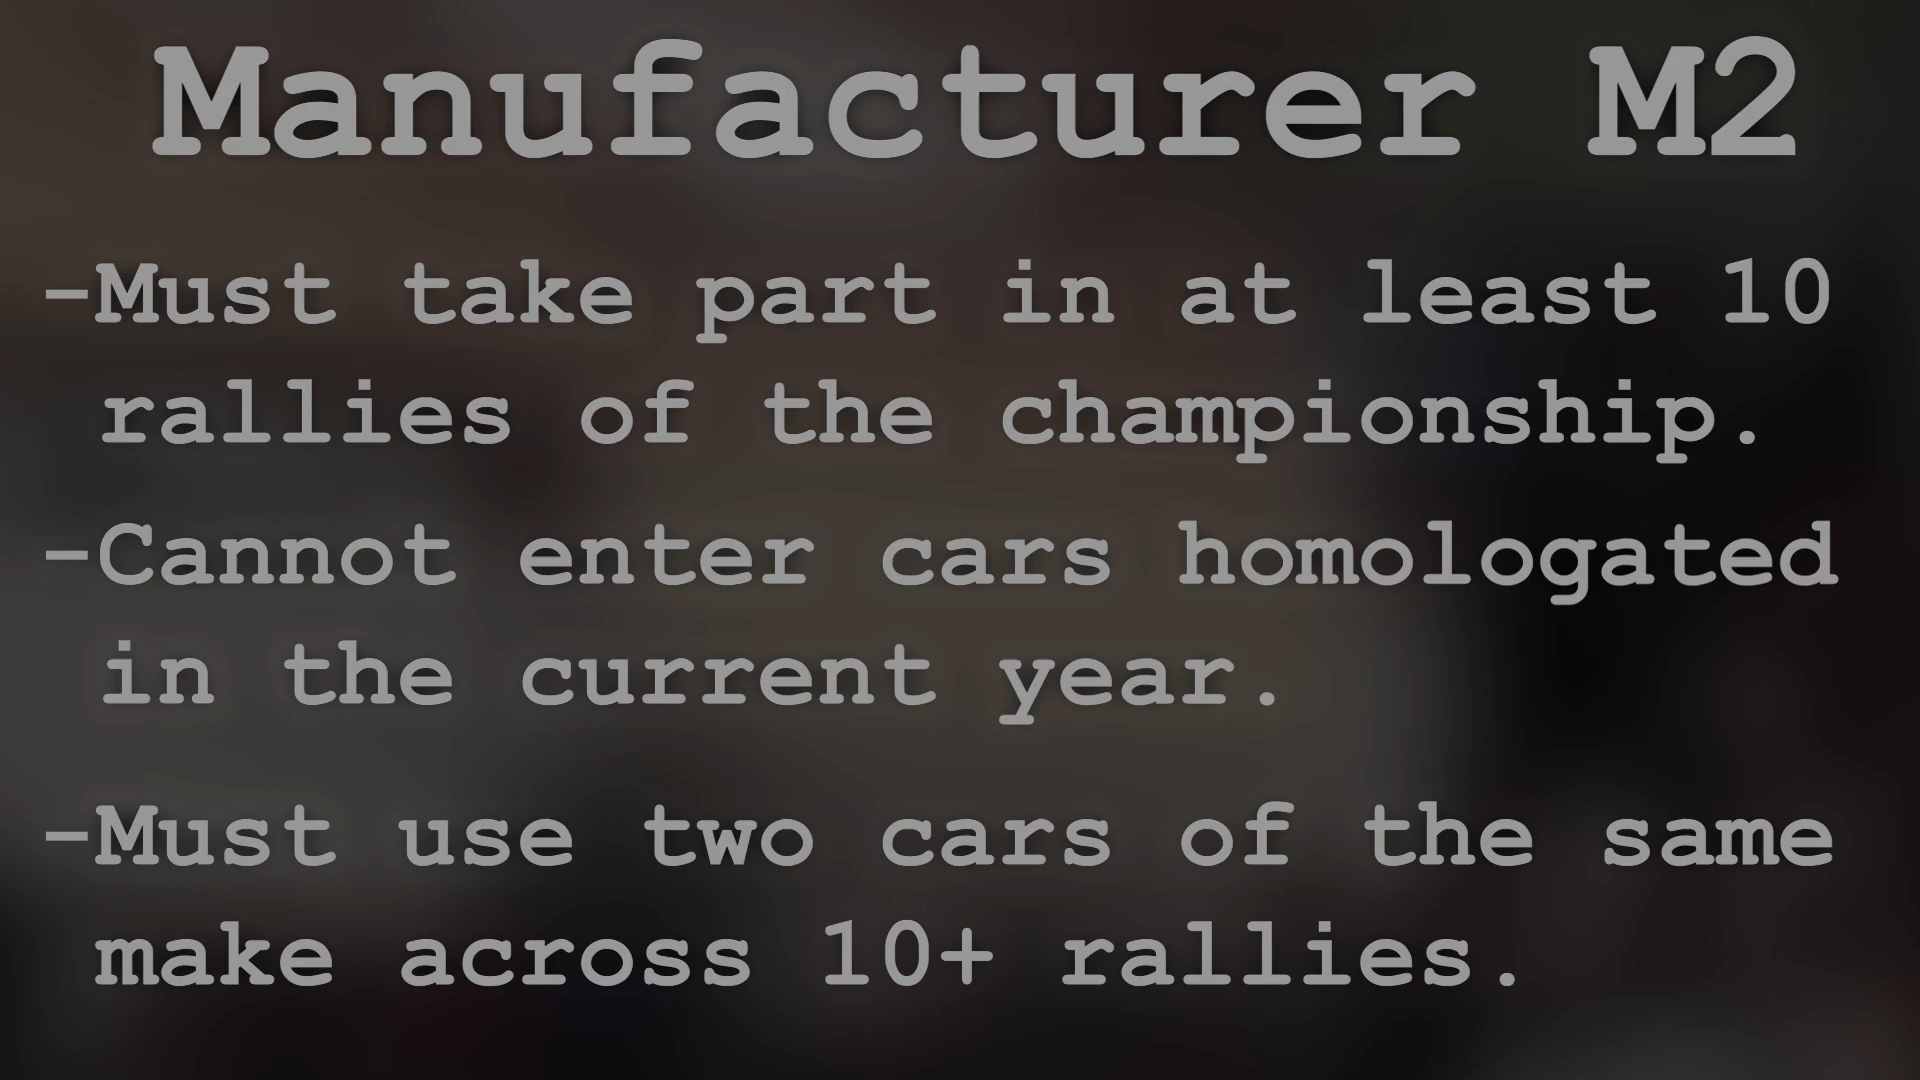 Manufacturer M2
-Must take part in at least 10
rallies of the championship.
-Cannot enter cars homologated
in the current year.
-Must use two cars of the same
make across 10+ rallies.